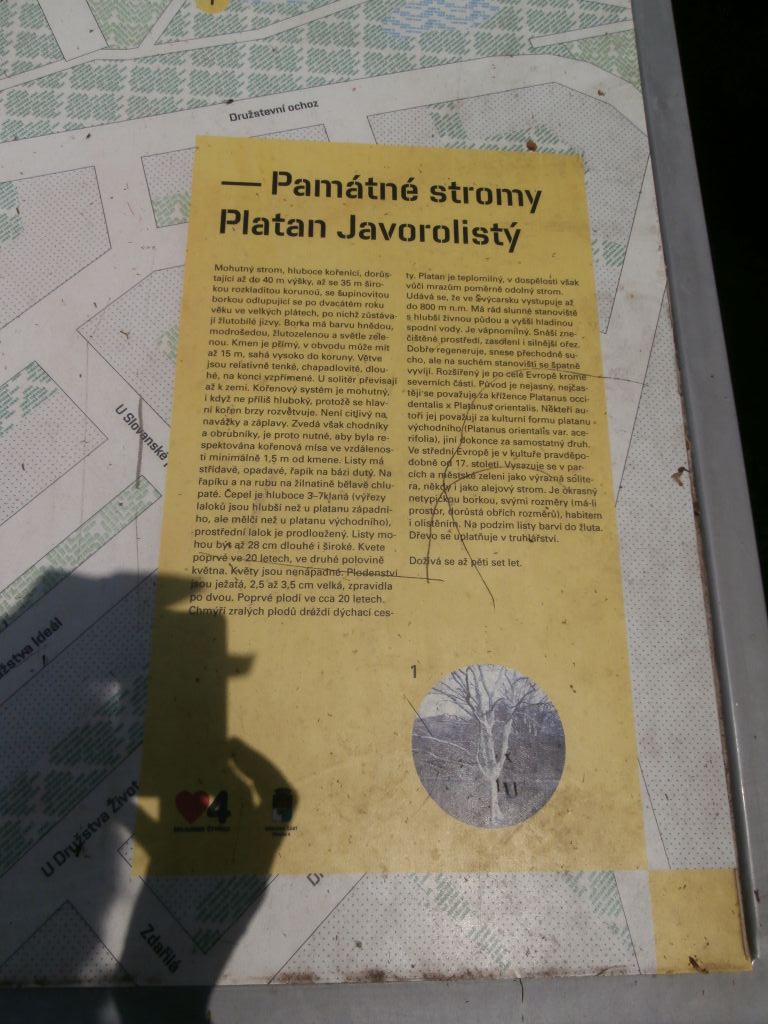 Družstevní ochoz
— Památné stromy
Platan Javorolistý
Mohutný strom, hluboce kořenící, dorůs-
tající až do 40 m výšky, až se 35 m širo-
kou rozkladitou korunou, se šupinovitou
borkou odlupující se po dvacátém roku
věku ve velkých plátech, po nichž zůstáva-
jí žlutobílé jizvy. Borka má barvu hnědou,
modrošedou, žlutozelenou a světle zele-
nou. Kmen je přímý, v obvodu může mít
až 15 m, sahá vysoko do koruny. Větve
jsou relativně tenké, chapadlovité, dlou-
hé, na konci vzpřímené. U solitér převisají
až k zemi. Kořenový systém je mohutný,
i když ne příliš hluboký, protože se hlav-
ní kořen brzy rozvětvuje. Není citlivý na
navážky a záplavy. Zvedá však chodníky
a obrubníky, je proto nutné, aby byla re-
spektována kořenová mísa ve vzdálenos-
ti minimálně 1,5 m od kmene. Listy má
střídavé, opadavé, řapík na bázi dutý. Na
řapíku a na rubu na žilnatině bělavě chlu-
paté. Čepel je hluboce 3–7klaná (výřezy
laloků jsou hlubší než u platanu západní-
ho, ale mělčí než u platanu východního),
prostřední lalok je prodloužený. Listy mo-
hou být až 28 cm dlouhé i široké. Kvete
poprvé ve 20 letech, ve druhé polovině
května. Květy jsou nenápadné. Plodenství
jsou ježatá, 2,5 až 3,5 cm velká, zpravidla
po dvou. Poprvé plodí ve cca 20 letech.
Chmýří zralých plodů dráždí dýchací ces-
ty. Platan je teplomilný, v dospělosti však
vůči mrazům poměrně odolný strom.
Udává se, že ve Švýcarsku vystupuje až
do 800 m n.m. Má rád slunné stanoviště
s hlubší živnou půdou a vyšší hladinou
spodní vody. Je vápnomilný. Snáší zne-
čištěné prostředí, zasolení i silnější ořez.
Dobře regeneruje, snese přechodně su-
cho, ale na suchém stanovišti se špatně
vyvíjí. Rozšířený je po celé Evropě kromě
severních částí. Původ je nejasný, nejčas-
těji se považuje za křížence Platanus occi-
dentalis x Platanus orientalis. Někteří au-
toři jej považují za kulturní formu platanu
východního (Platanus orientalis var. ace-
rifolia), jiní dokonce za samostatný druh.
Ve střední Evropě je v kultuře pravděpo-
dobně od 17. století. Vysazuje se v par-
cích a městské zeleni jako výrazná solité-
ra, někdy i jako alejový strom. Je okrasný
netypickou borkou, svými rozměry (má-li
prostor, dorůstá obřích rozměrů), habitem
i olistěním. Na podzim listy barví do žluta.
Dřevo se uplatňuje v truhlářství.
Dožívá se až pěti set let.
1
4
U Slovanské
Ideál
U Družstva Život
Zdařilá